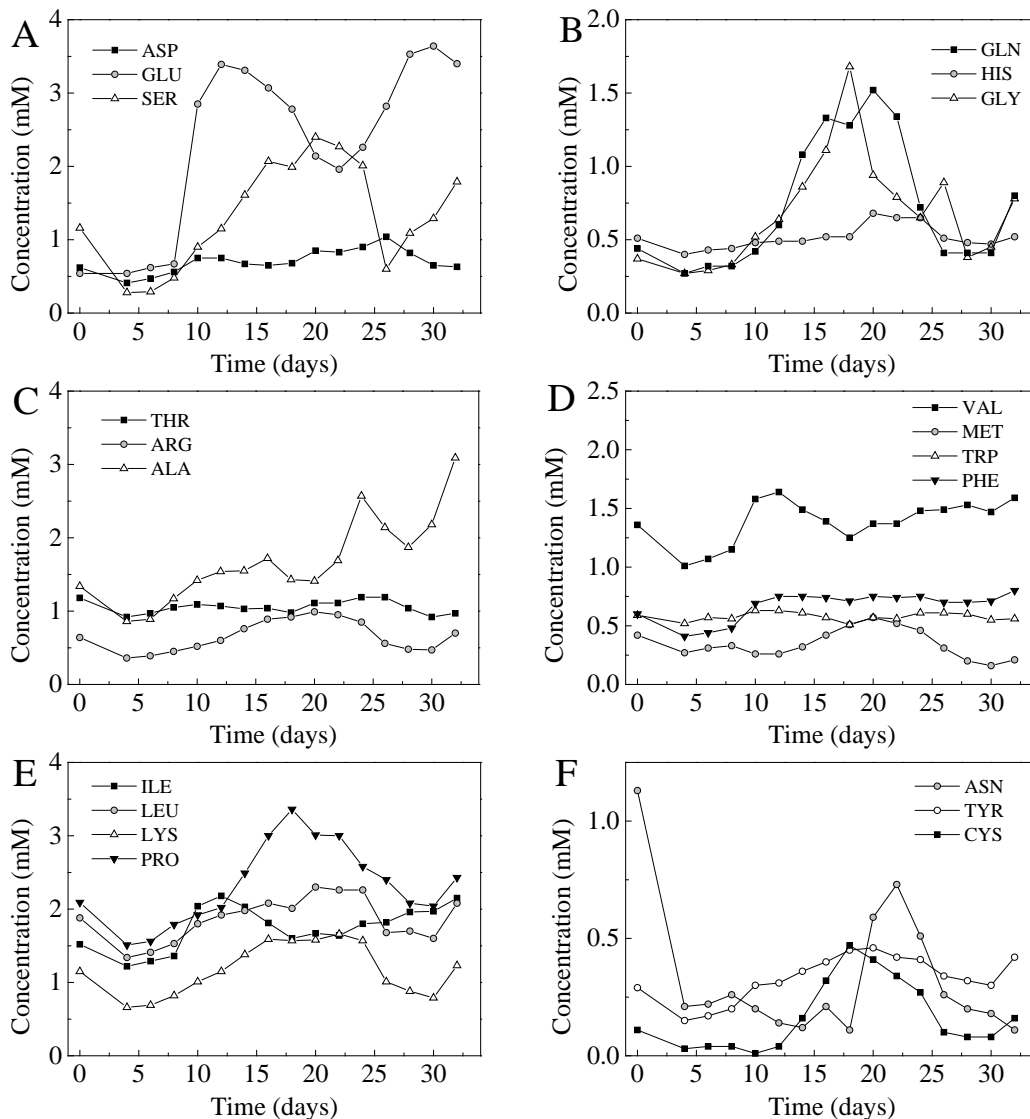 A
ASP
GLU
SER
Concentration (mM)
4
3
2
1
0
0 5 10 15 20 25 30
Time (days)
B
GLN
HIS
GLY
Concentration (mM)
2.0
1.5
1.0
0.5
0.0
0 5 10 15 20 25 30
Time (days)
C
THR
ARG
ALA
Concentration (mM)
4
3
2
1
0
0 5 10 15 20 25 30
Time (days)
D
VAL
MET
TRP
PHE
Concentration (mM)
2.5
2.0
1.5
1.0
0.5
0.0
0 5 10 15 20 25 30
Time (days)
E
ILE
LEU
LYS
PRO
Concentration (mM)
4
3
2
1
0
0 5 10 15 20 25 30
Time (days)
F
ASN
TYR
CYS
Concentration (mM)
1.0
0.5
0.0
0 5 10 15 20 25 30
Time (days)